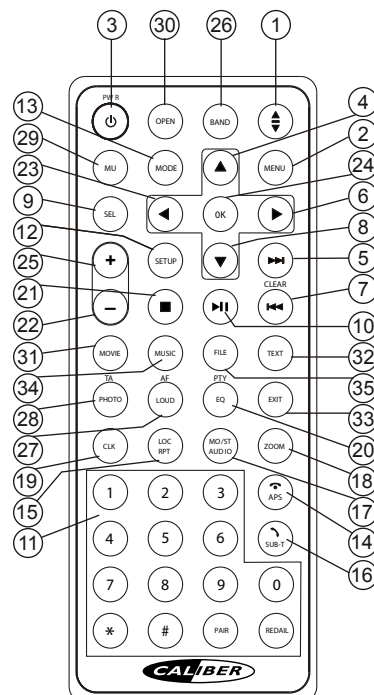 3 30 26 1
PWR
OPEN BAND
4
13
MU MODE MENU
2
29
24
23
SEL OK
6
9
8
12
SETUP
5
25
+
CLEAR
21
7
22
−
10
31
MOVIE MUSIC FILE TEXT
32
34
35
TA AF PTY
28
PHOTO LOUD EQ EXIT
33
27
20
CLK LOC RPT MO/ST AUDIO ZOOM
19
18
15
17
11
1 2 3 APS
14
4 5 6 SUB-T
16
7 8 9 0
* # PAIR REDAIL
CALIBER